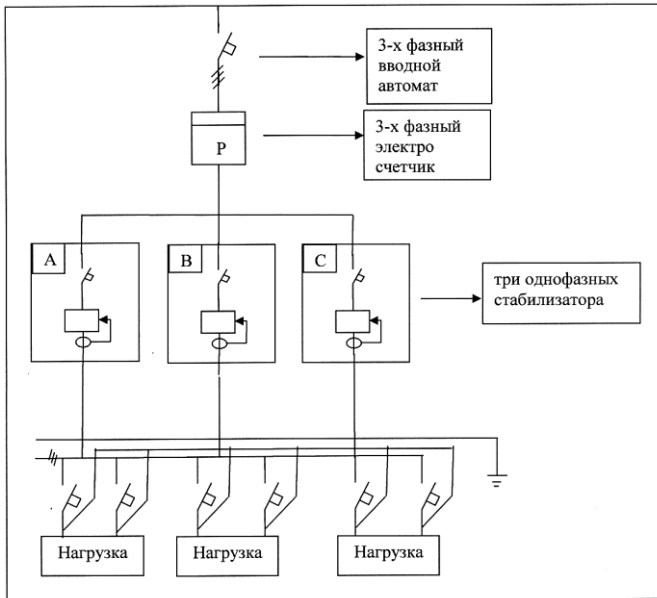 3-х фазный
вводной
автомат
3-х фазный
электро
счетчик
Р
А
В
С
три однофазных
стабилизатора
Нагрузка
Нагрузка
Нагрузка